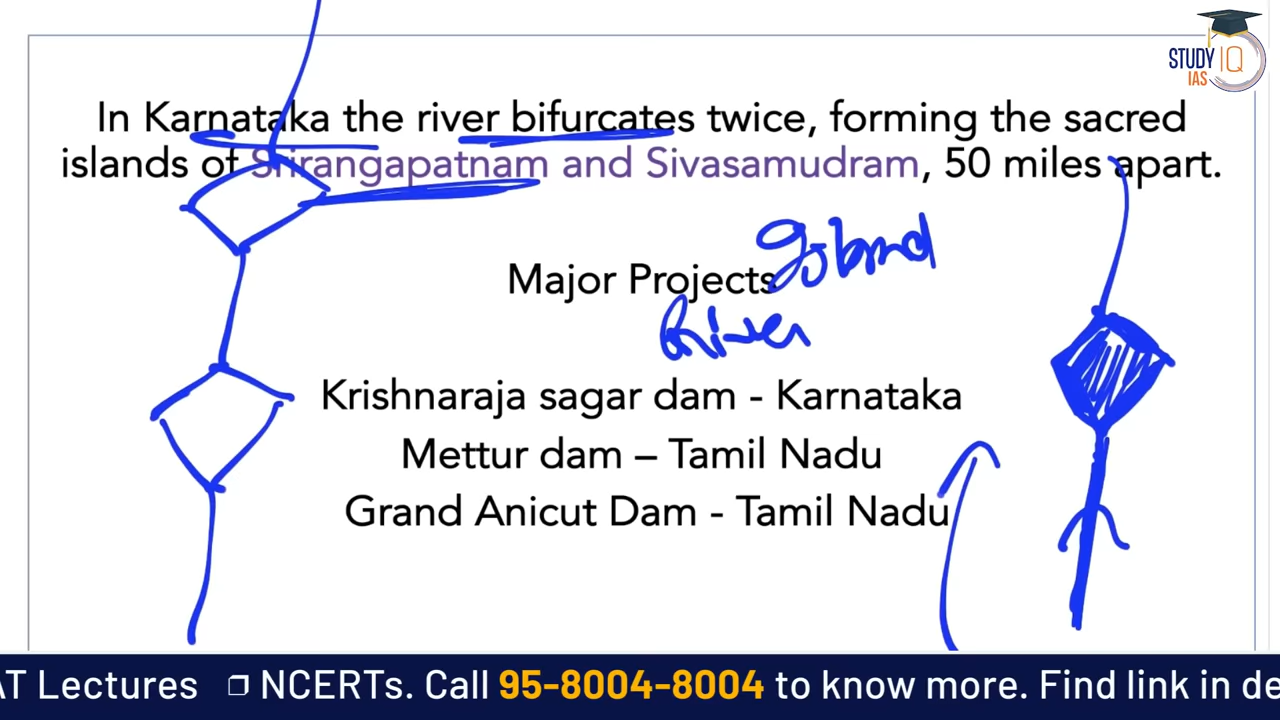 STUDY IQ
IAS
In Karnataka the river bifurcates twice, forming the sacred
islands of Srirangapatnam and Sivasamudram, 50 miles apart.
Major Projects
River
Krishnaraja sagar dam - Karnataka
Mettur dam – Tamil Nadu
Grand Anicut Dam - Tamil Nadu
AT Lectures ❐ NCERTs. Call 95-8004-8004 to know more. Find link in de